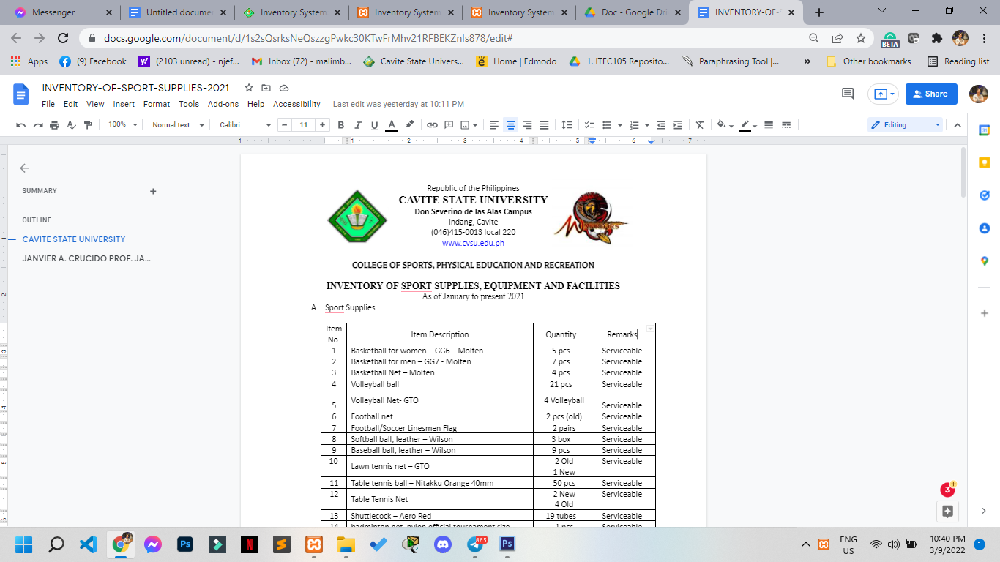 Messenger
Untitled documen
Inventory System
Inventory System
Inventory System
Doc - Google Dri
INVENTORY-OF-S
docs.google.com/document/d/1s2sQsrksNeQszzgPwkc30KTwFrMhv21RFBEKZnIs878/edit#
BETA
Apps
(9) Facebook
(2103 unread) - njef...
Inbox (72) - malimb...
Cavite State Univers...
Home | Edmodo
1. ITEC105 Reposito...
Paraphrasing Tool |...
»
Other bookmarks
Reading list
INVENTORY-OF-SPORT-SUPPLIES-2021
File Edit View Insert Format Tools Add-ons Help Accessibility Last edit was yesterday at 10:11 PM
Share
100% Normal text Calibri − 11 + B I U A Editing
1 1 2 3 4 5 6 7
SUMMARY +
OUTLINE
CAVITE STATE UNIVERSITY
JANVIER A. CRUCIDO PROF. JA...
Republic of the Philippines
CAVITE STATE UNIVERSITY
Don Severino de las Alas Campus
Indang, Cavite
(046)415-0013 local 220
www.cvsu.edu.ph
COLLEGE OF SPORTS, PHYSICAL EDUCATION AND RECREATION
INVENTORY OF SPORT SUPPLIES, EQUIPMENT AND FACILITIES
As of January to present 2021
A. Sport Supplies
Item No. Item Description Quantity Remarks
1 Basketball for women – GG6 – Molten 5 pcs Serviceable
2 Basketball for men – GG7 - Molten 7 pcs Serviceable
3 Basketball Net – Molten 4 pcs Serviceable
4 Volleyball ball 21 pcs Serviceable
5 Volleyball Net- GTO 4 Volleyball Serviceable
6 Football net 2 pcs (old) Serviceable
7 Football/Soccer Linesmen Flag 2 pairs Serviceable
8 Softball ball, leather – Wilson 3 box Serviceable
9 Baseball ball, leather – Wilson 9 pcs Serviceable
10 Lawn tennis net – GTO 2 Old 1 New Serviceable
11 Table tennis ball – Nitakku Orange 40mm 50 pcs Serviceable
12 Table Tennis Net 2 New 4 Old Serviceable
13 Shuttlecock – Aero Red 19 tubes Serviceable
14 badminton net, nylon official tournament size 1 pcs Serviceable
3
865
ENG
US
10:40 PM
3/9/2022
1